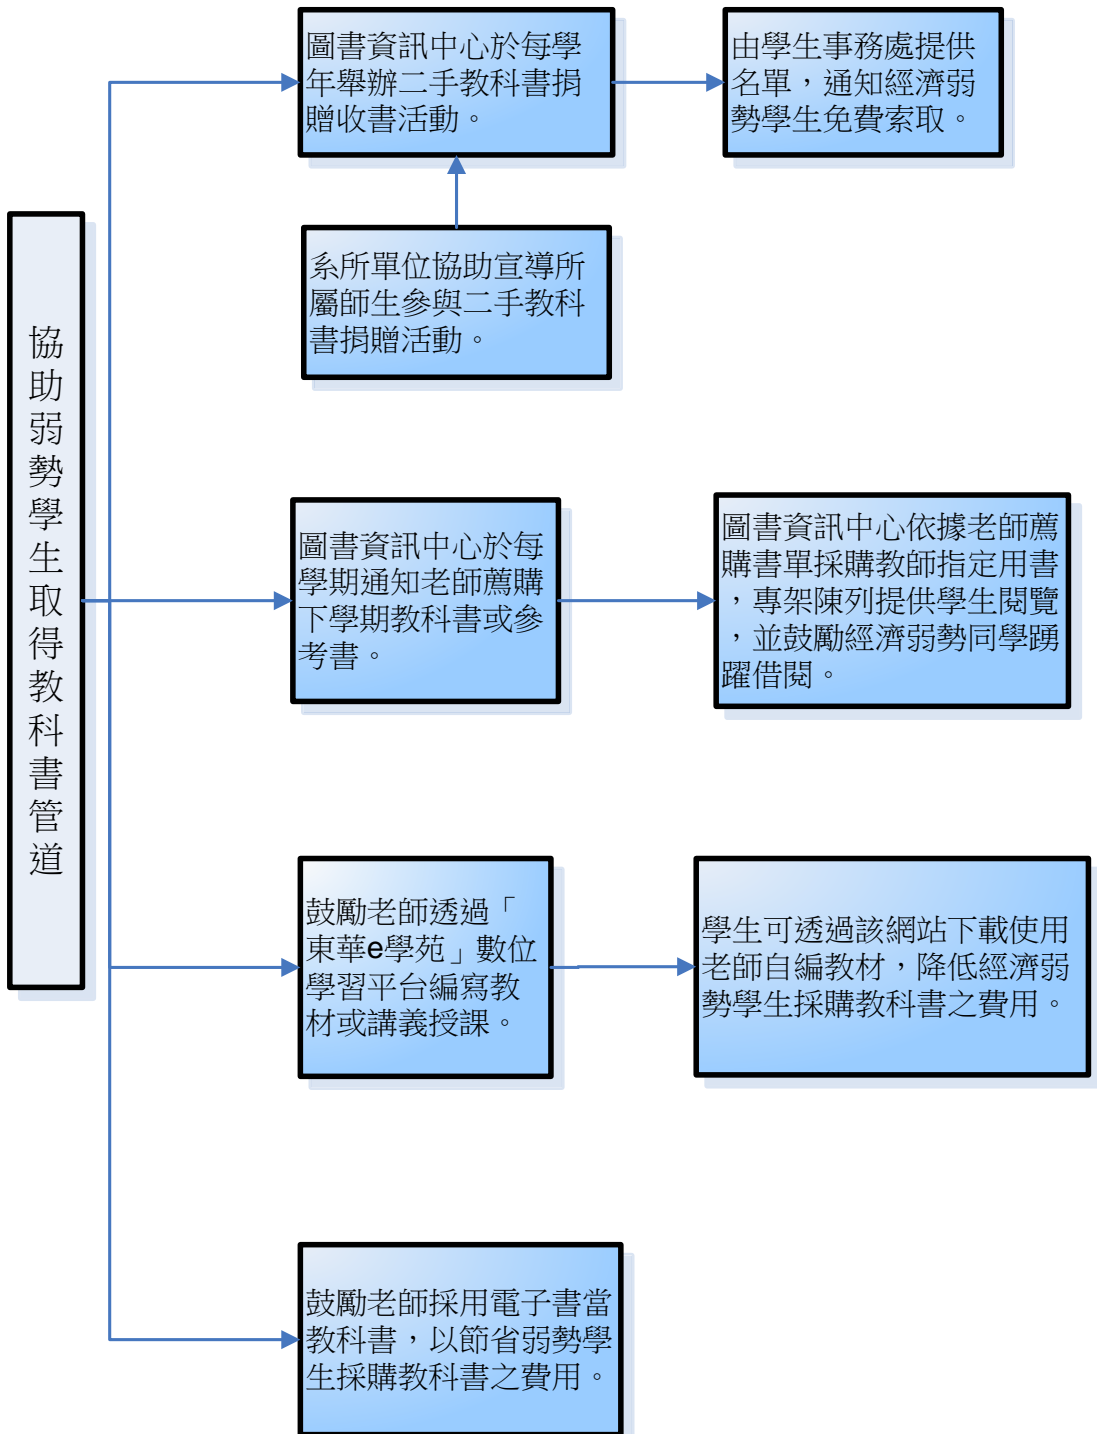 協助弱勢學生取得教科書管道
圖書資訊中心於每學
年舉辦二手教科書捐
贈收書活動。
由學生事務處提供
名單，通知經濟弱
勢學生免費索取。
系所單位協助宣導所
屬師生參與二手教科
書捐贈活動。
圖書資訊中心於每
學期通知老師薦購
下學期教科書或參
考書。
圖書資訊中心依據老師薦
購書單採購教師指定用書
，專架陳列提供學生閱覽
，並鼓勵經濟弱勢同學踴
躍借閱。
鼓勵老師透過「
東華e學苑」數位
學習平台編寫教
材或講義授課。
學生可透過該網站下載使用
老師自編教材，降低經濟弱
勢學生採購教科書之費用。
鼓勵老師採用電子書當
教科書，以節省弱勢學
生採購教科書之費用。